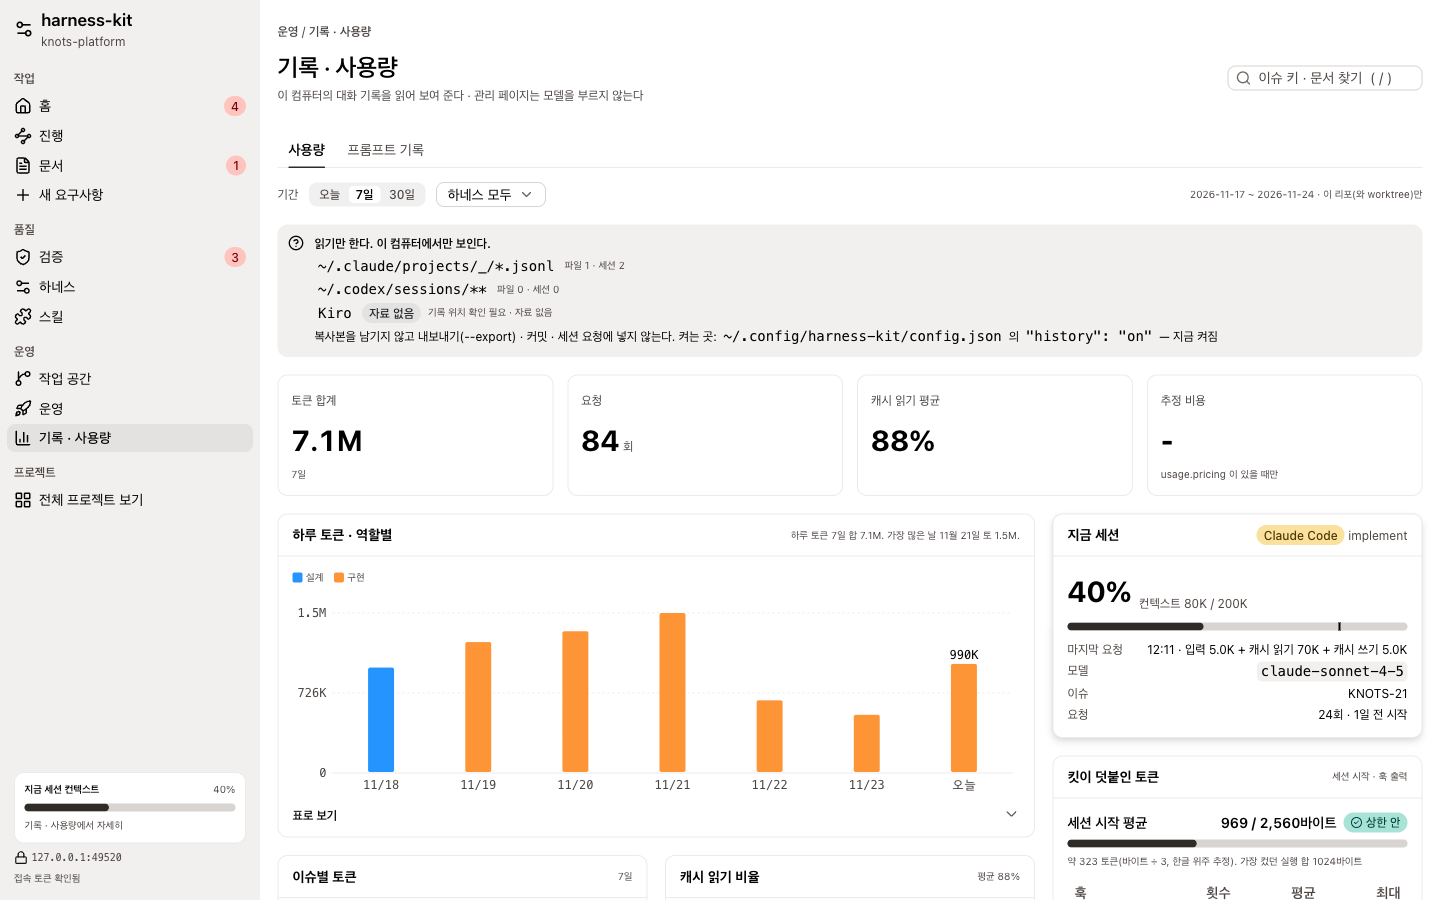 harness-kit
knots-platform
작업
홈 4
진행
문서 1
새 요구사항
품질
검증 3
하네스
스킬
운영
작업 공간
운영
기록 · 사용량
프로젝트
전체 프로젝트 보기
지금 세션 컨텍스트 40%
기록 · 사용량에서 자세히
127.0.0.1:49520
접속 토큰 확인됨
운영 / 기록 · 사용량
기록 · 사용량
이 컴퓨터의 대화 기록을 읽어 보여 준다 · 관리 페이지는 모델을 부르지 않는다
이슈 키 · 문서 찾기 ( / )
사용량 프롬프트 기록
기간 오늘 7일 30일 하네스 모두
2026-11-17 ~ 2026-11-24 · 이 리포(와 worktree)만
읽기만 한다. 이 컴퓨터에서만 보인다.
~/.claude/projects/_/*.jsonl 파일 1 · 세션 2
~/.codex/sessions/** 파일 0 · 세션 0
Kiro 자료 없음 기록 위치 확인 필요 · 자료 없음
복사본을 남기지 않고 내보내기(--export) · 커밋 · 세션 요청에 넣지 않는다. 켜는 곳: ~/.config/harness-kit/config.json 의 "history": "on" — 지금 켜짐
토큰 합계
7.1M
7일
요청
84 회
캐시 읽기 평균
88%
추정 비용
-
usage.pricing 이 있을 때만
하루 토큰 · 역할별
하루 토큰 7일 합 7.1M. 가장 많은 날 11월 21일 토 1.5M.
설계 구현
1.5M
726K
0
990K
11/18 11/19 11/20 11/21 11/22 11/23 오늘
표로 보기
지금 세션 Claude Code implement
40% 컨텍스트 80K / 200K
마지막 요청 12:11 · 입력 5.0K + 캐시 읽기 70K + 캐시 쓰기 5.0K
모델 claude-sonnet-4-5
이슈 KNOTS-21
요청 24회 · 1일 전 시작
킷이 덧붙인 토큰 세션 시작 · 훅 출력
세션 시작 평균 969 / 2,560바이트 상한 안
약 323 토큰(바이트 ÷ 3, 한글 위주 추정). 가장 컸던 실행 합 1024바이트
훅 횟수 평균 최대
이슈별 토큰 7일
캐시 읽기 비율 평균 88%